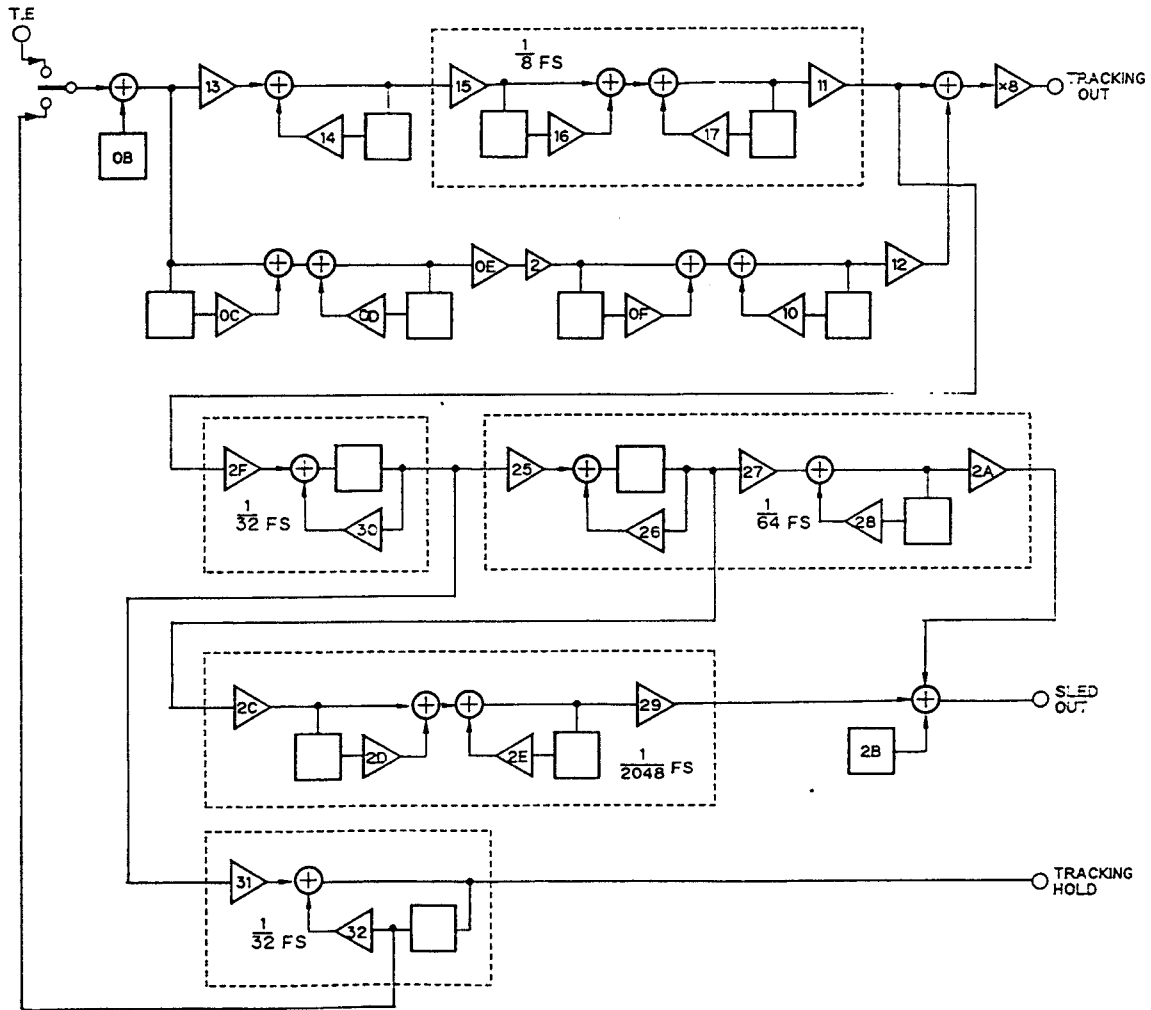 T.E
13
14
15
1/8 FS
16
17
11
×8
TRACKING
OUT
0B
0C
0D
0E
2
0F
10
12
2F
1/32 FS
30
25
26
27
1/64 FS
28
2A
2C
2D
2E
29
1/2048 FS
2B
SLED
OUT
31
1/32 FS
32
TRACKING
HOLD